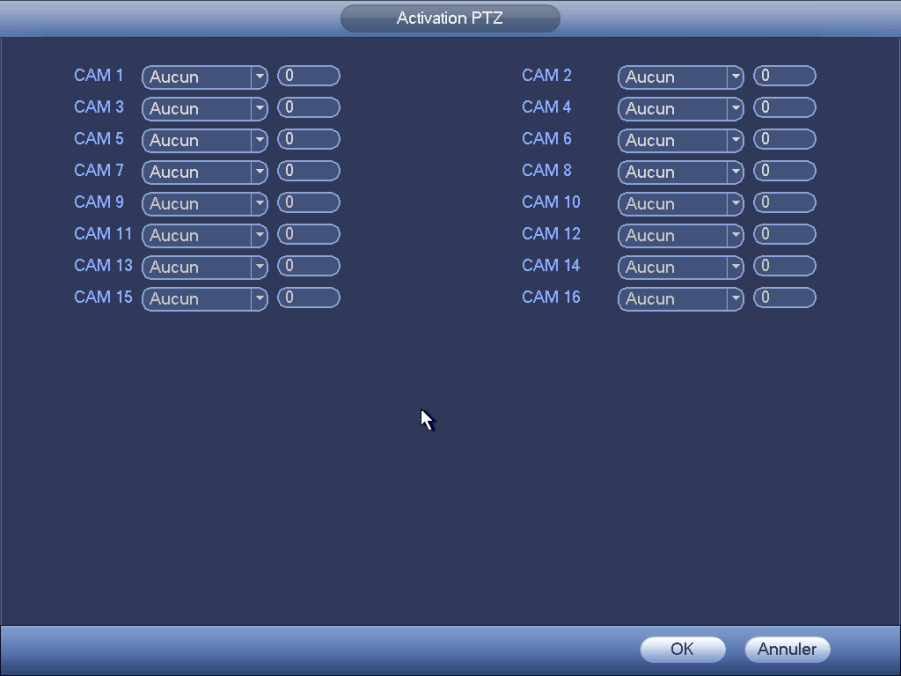 Activation PTZ
CAM 1 Aucun 0 CAM 2 Aucun 0
CAM 3 Aucun 0 CAM 4 Aucun 0
CAM 5 Aucun 0 CAM 6 Aucun 0
CAM 7 Aucun 0 CAM 8 Aucun 0
CAM 9 Aucun 0 CAM 10 Aucun 0
CAM 11 Aucun 0 CAM 12 Aucun 0
CAM 13 Aucun 0 CAM 14 Aucun 0
CAM 15 Aucun 0 CAM 16 Aucun 0
OK Annuler